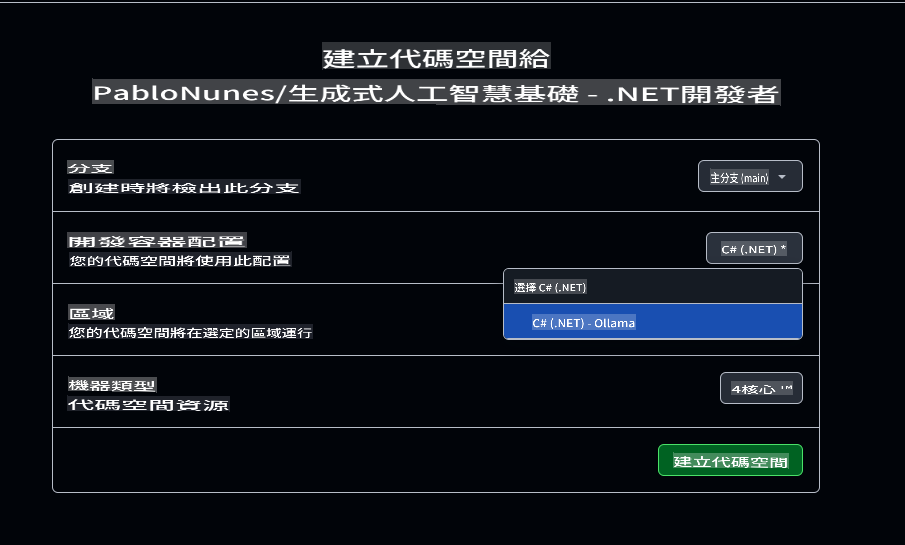 建立代碼空間給
PabloNunes/生成式人工智慧基礎 - .NET開發者
分支
創建時將檢出此分支
主分支 (main)
開發容器配置
您的代碼空間將使用此配置
C# (.NET) *
選擇 C# (.NET)
C# (.NET) - Ollama
區域
您的代碼空間將在選定的區域運行
機器類型
代碼空間資源
4核心 ™
建立代碼空間